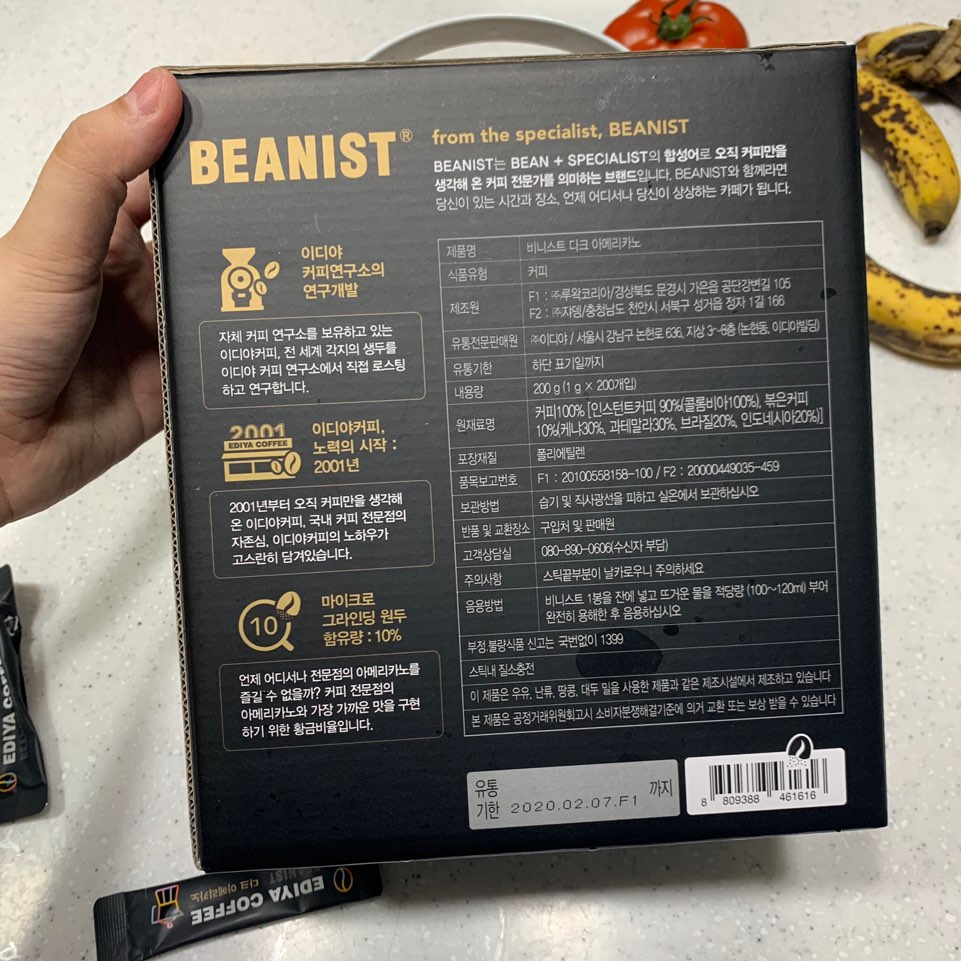 BEANIST®
from the specialist, BEANIST
BEANIST는 BEAN + SPECIALIST의 합성어로 오직 커피만을
생각해 온 커피 전문가를 의미하는 브랜드입니다. BEANIST와 함께라면
당신이 있는 시간과 장소, 언제 어디서나 당신이 상상하는 카페가 됩니다.
이디야
커피연구소의
연구개발
자체 커피 연구소를 보유하고 있는
이디야커피, 전 세계 각지의 생두를
이디야 커피 연구소에서 직접 로스팅
하고 연구합니다.
2001
EDIYA COFFEE
이디야커피,
노력의 시작 :
2001년
2001년부터 오직 커피만을 생각해
온 이디야커피, 국내 커피 전문점의
자존심, 이디야커피의 노하우가
고스란히 담겨있습니다.
10
마이크로
그라인딩 원두
함유량 : 10%
언제 어디서나 전문점의 아메리카노를
즐길 수 없을까? 커피 전문점의
아메리카노와 가장 가까운 맛을 구현
하기 위한 황금비율입니다.
제품명 비니스트 다크 아메리카노
식품유형 커피
제조원 F1 : ㈜루왁코리아/경상북도 문경시 가은읍 공단강변길 105
F2 : ㈜쟈뎅/충청남도 천안시 서북구 성거읍 정자 1길 166
유통전문판매원 ㈜이디야 / 서울시 강남구 논현로 636, 지상 3~8층 (논현동, 이디야빌딩)
유통기한 하단 표기일까지
내용량 200 g (1 g × 200개입)
원재료명 커피100% [인스턴트커피 90%(콜롬비아100%), 볶은커피
10%(케냐30%, 과테말라30%, 브라질20%, 인도네시아20%)]
포장재질 폴리에틸렌
품목보고번호 F1 : 20100558158-100 / F2 : 20000449035-459
보관방법 습기 및 직사광선을 피하고 실온에서 보관하십시오
반품 및 교환장소 구입처 및 판매원
고객상담실 080-890-0606(수신자 부담)
주의사항 스틱끝부분이 날카로우니 주의하세요
음용방법 비니스트 1봉을 잔에 넣고 뜨거운 물을 적당량 (100~120ml) 부어
완전히 용해한 후 음용하십시오
부정.불량식품 신고는 국번없이 1399
스틱내 질소충전
이 제품은 우유, 난류, 땅콩, 대두 밀을 사용한 제품과 같은 제조시설에서 제조하고 있습니다
본 제품은 공정거래위원회고시 소비자분쟁해결기준에 의거 교환 또는 보상 받을 수 있습니다
유통
기한 2020.02.07.F1 까지
8 809388 461616
EDIYA COFFEE
EDIYA COFFEE
BEANIST 다크 아메리카노